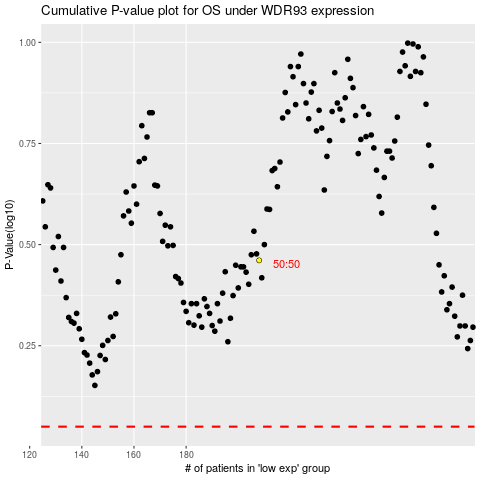 Cumulative P-value plot for OS under WDR93 expression
P-Value(log10)
1.00
0.75
0.50
0.25
50:50
120 140 160 180
# of patients in 'low exp' group